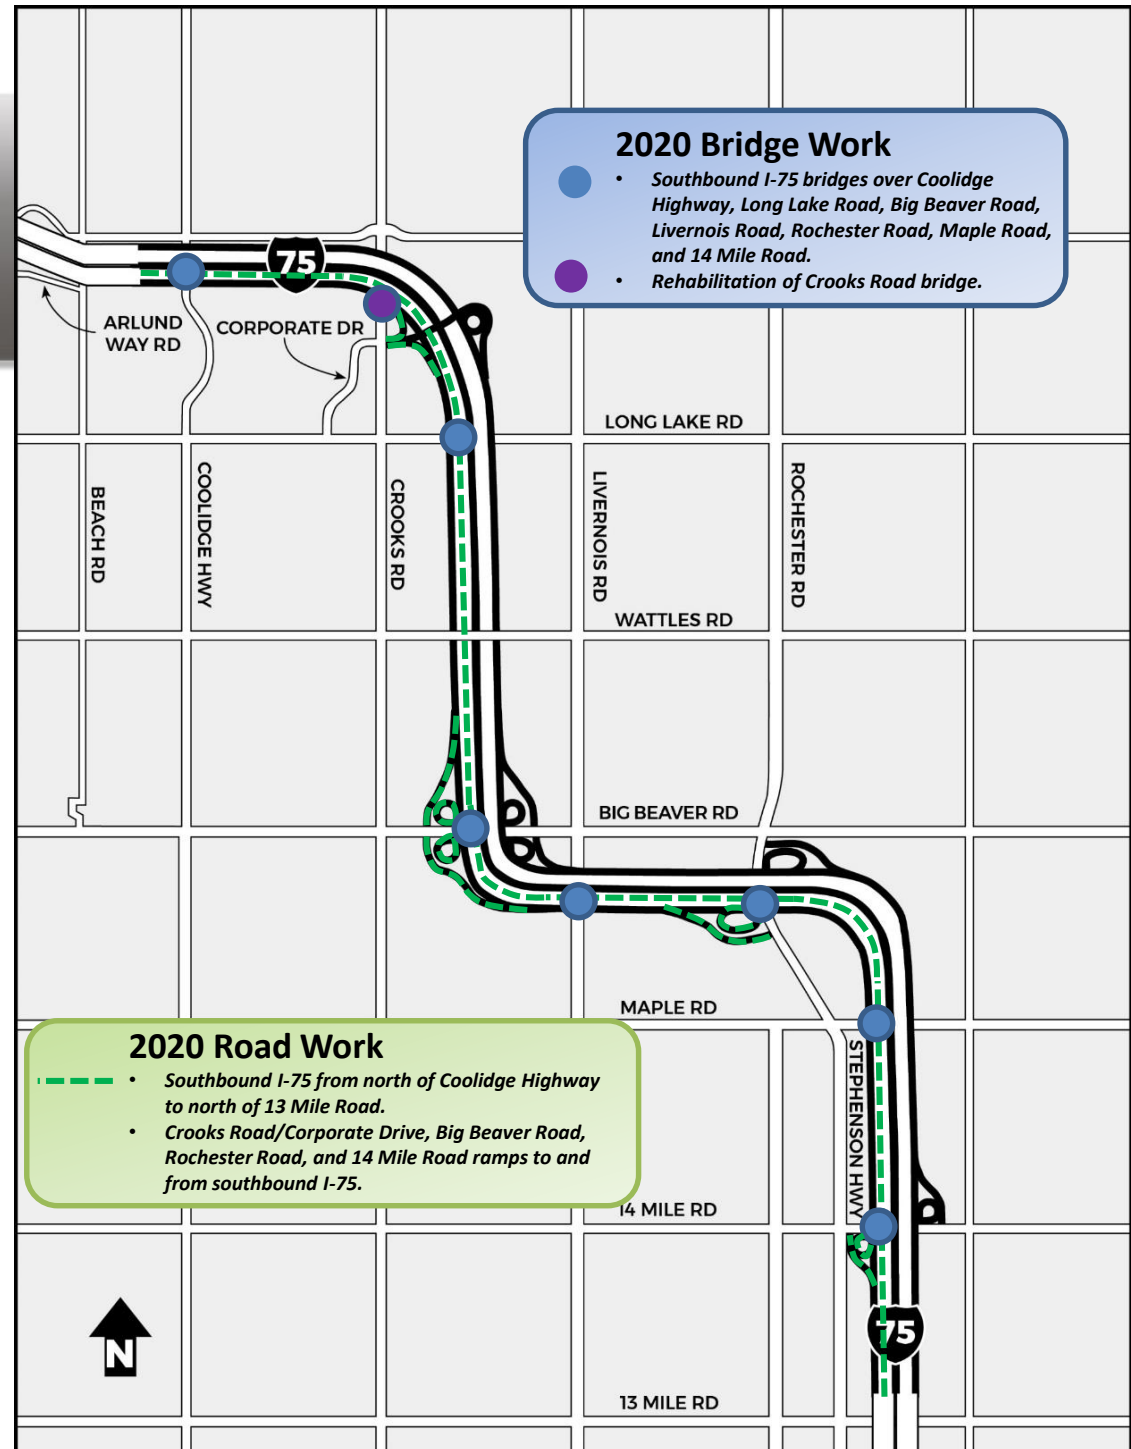 2020 Bridge Work
• Southbound I-75 bridges over Coolidge
Highway, Long Lake Road, Big Beaver Road,
Livernois Road, Rochester Road, Maple Road,
and 14 Mile Road.
• Rehabilitation of Crooks Road bridge.
75
ARLUND
WAY RD
CORPORATE DR
LONG LAKE RD
BEACH RD
COOLIDGE HWY
CROOKS RD
LIVERNOIS RD
ROCHESTER RD
WATTLES RD
BIG BEAVER RD
MAPLE RD
2020 Road Work
• Southbound I-75 from north of Coolidge Highway
to north of 13 Mile Road.
• Crooks Road/Corporate Drive, Big Beaver Road,
Rochester Road, and 14 Mile Road ramps to and
from southbound I-75.
STEPHENSON HWY
14 MILE RD
75
N
13 MILE RD